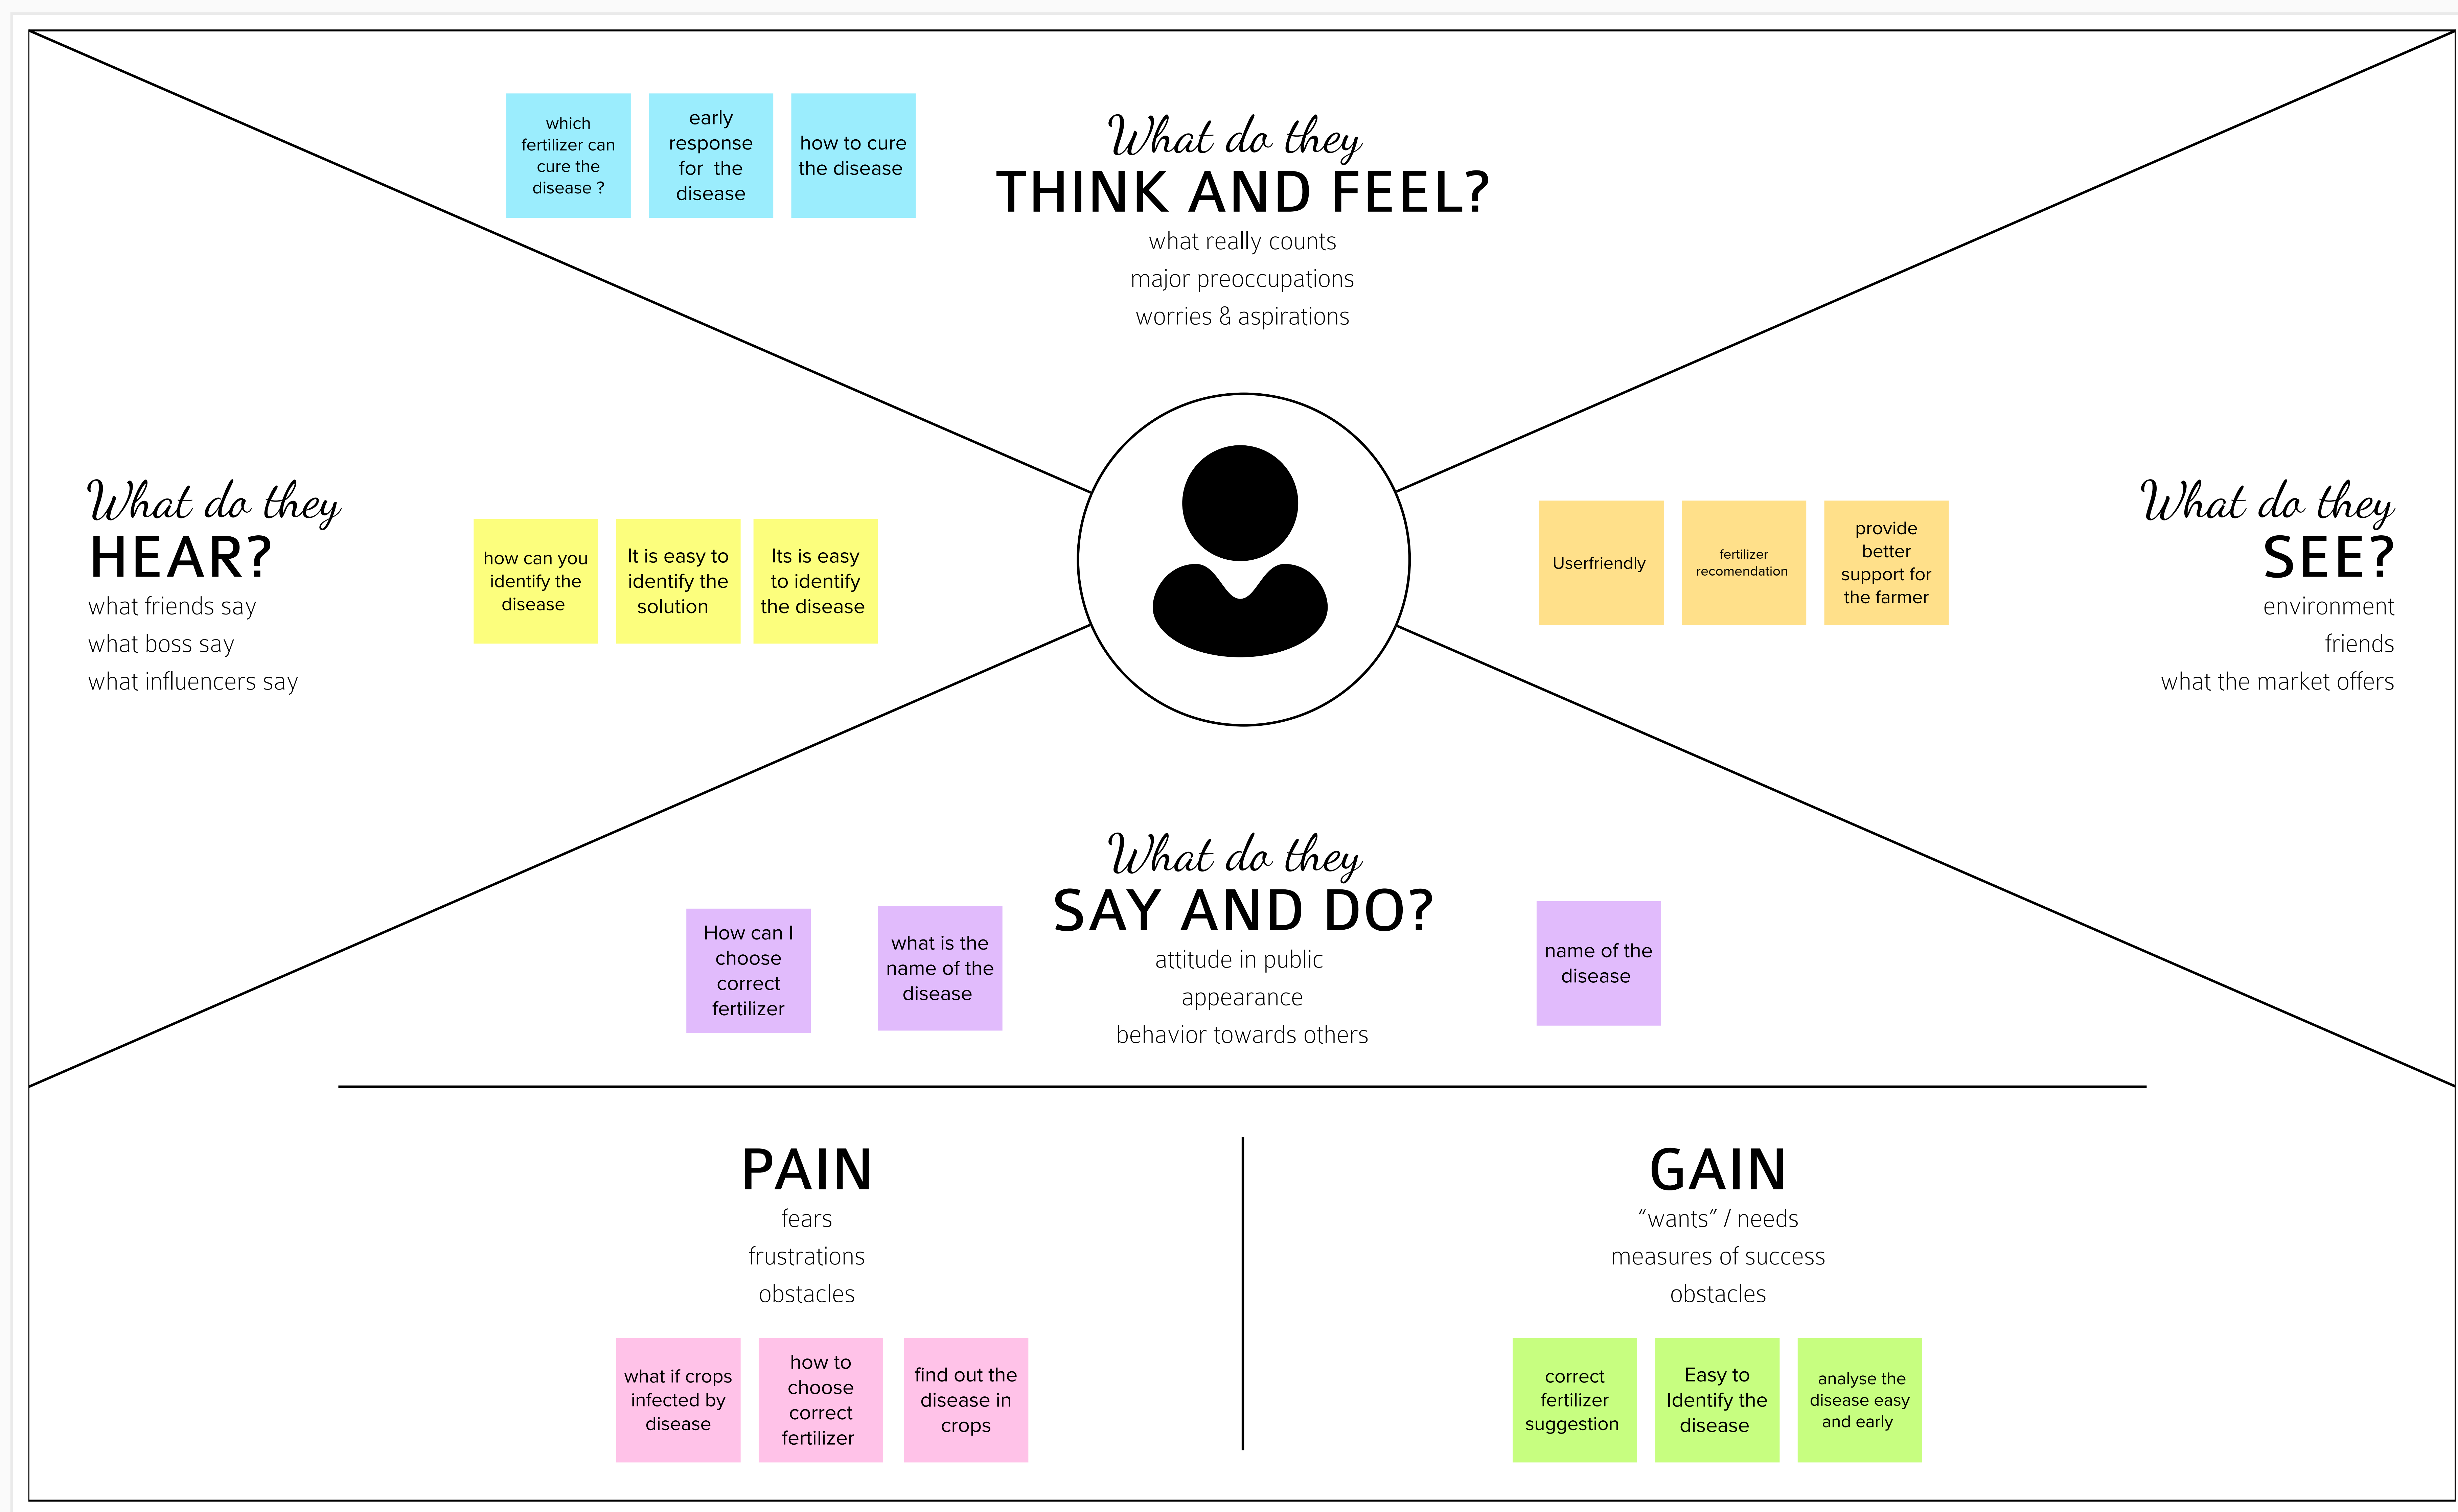 which
fertilizer can
cure the
disease ?
early
response
for the
disease
how to cure
the disease
What do they
THINK AND FEEL?
what really counts
major preoccupations
worries & aspirations
What do they
HEAR?
what friends say
what boss say
what influencers say
how can you
identify the
disease
It is easy to
identify the
solution
Its is easy
to identify
the disease
Userfriendly
fertilizer
recomendation
provide
better
support for
the farmer
What do they
SEE?
environment
friends
what the market offers
What do they
SAY AND DO?
attitude in public
appearance
behavior towards others
How can I
choose
correct
fertilizer
what is the
name of the
disease
name of the
disease
PAIN
fears
frustrations
obstacles
what if crops
infected by
disease
how to
choose
correct
fertilizer
find out the
disease in
crops
GAIN
“wants” / needs
measures of success
obstacles
correct
fertilizer
suggestion
Easy to
Identify the
disease
analyse the
disease easy
and early